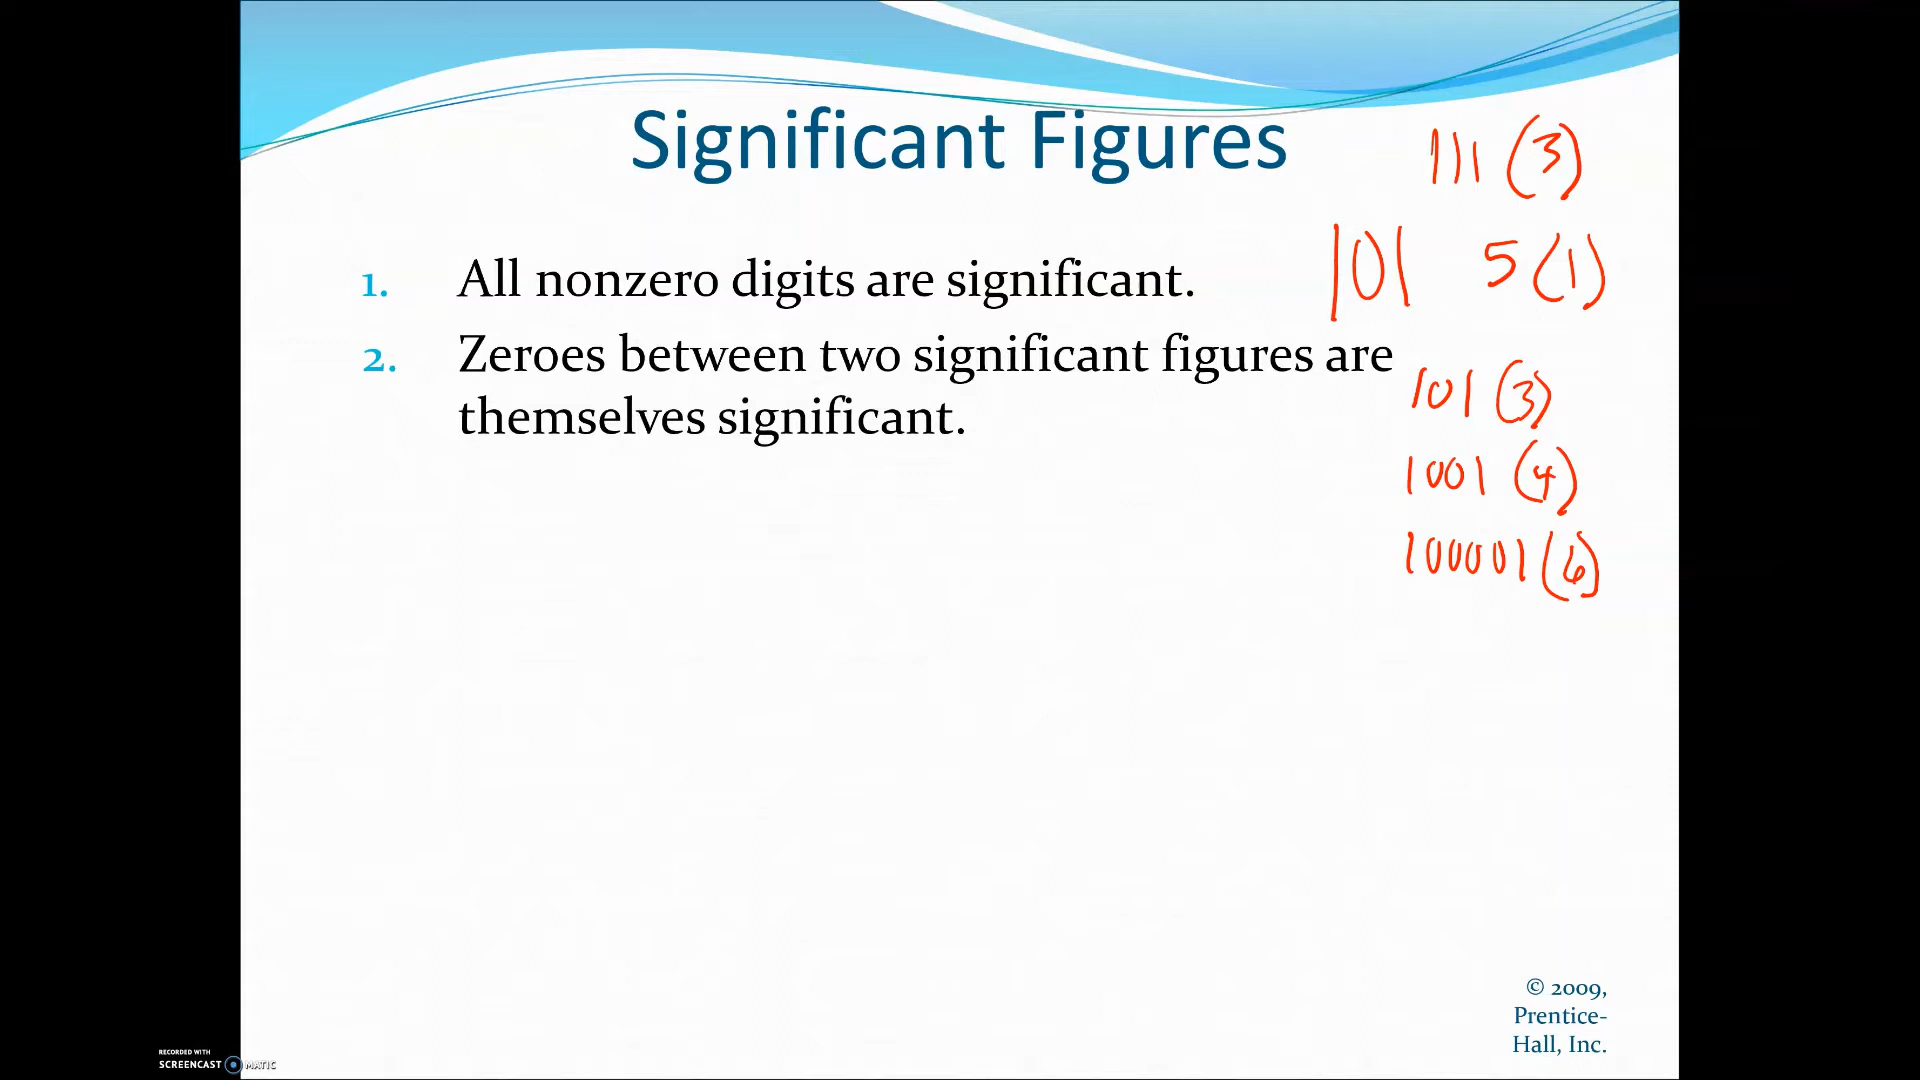 Significant Figures
111 (3)
101 5 (1)
1. All nonzero digits are significant.
2. Zeroes between two significant figures are
themselves significant.
101 (3)
1001 (4)
100001 (6)
© 2009,
Prentice-
Hall, Inc.
RECORDED WITH
SCREENCAST MATIC